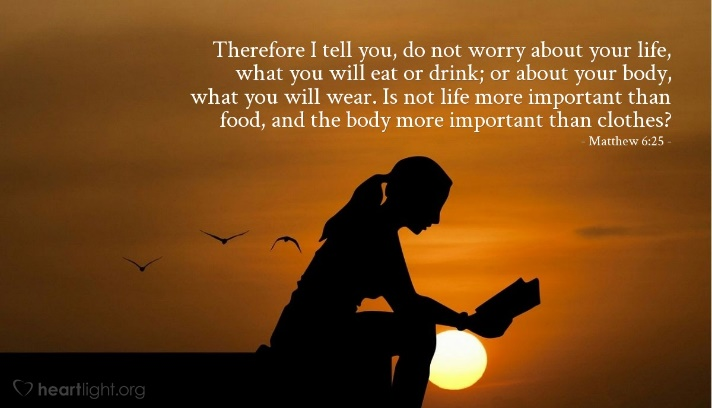 Therefore I tell you, do not worry about your life,
what you will eat or drink; or about your body,
what you will wear. Is not life more important than
food, and the body more important than clothes?
- Matthew 6:25 -
heartlight.org